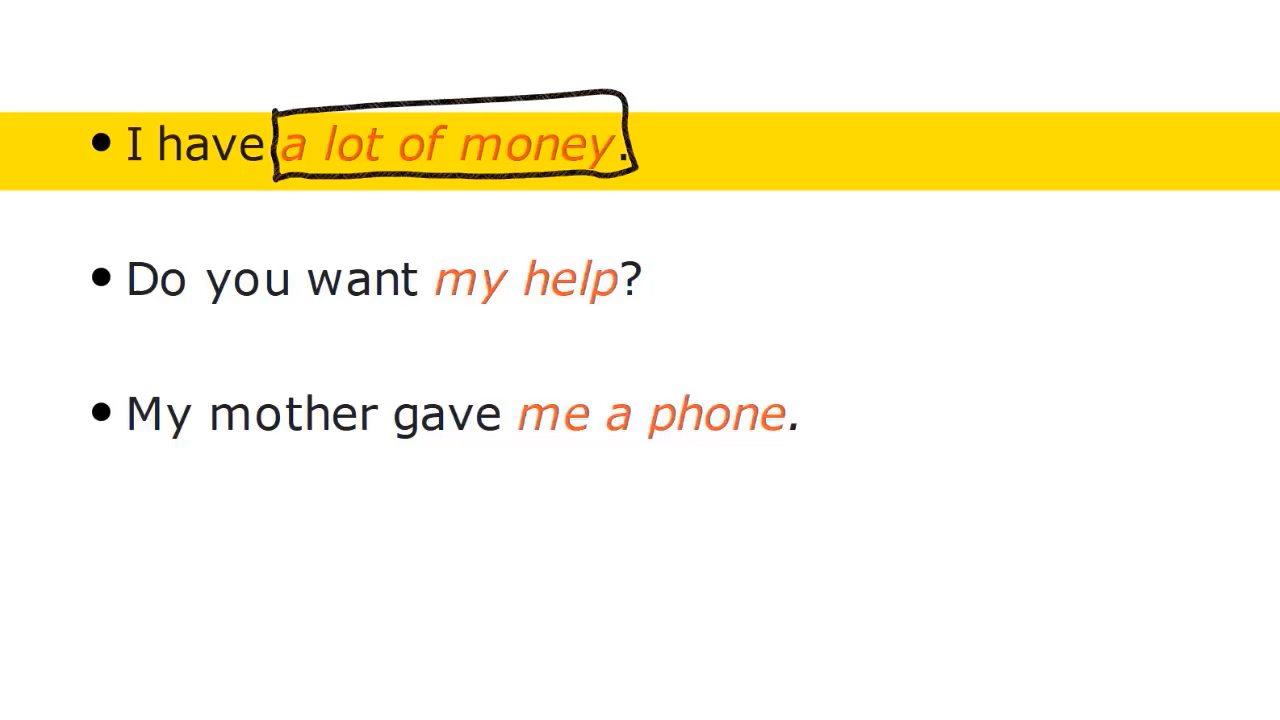 • I have a lot of money.
• Do you want my help?
• My mother gave me a phone.